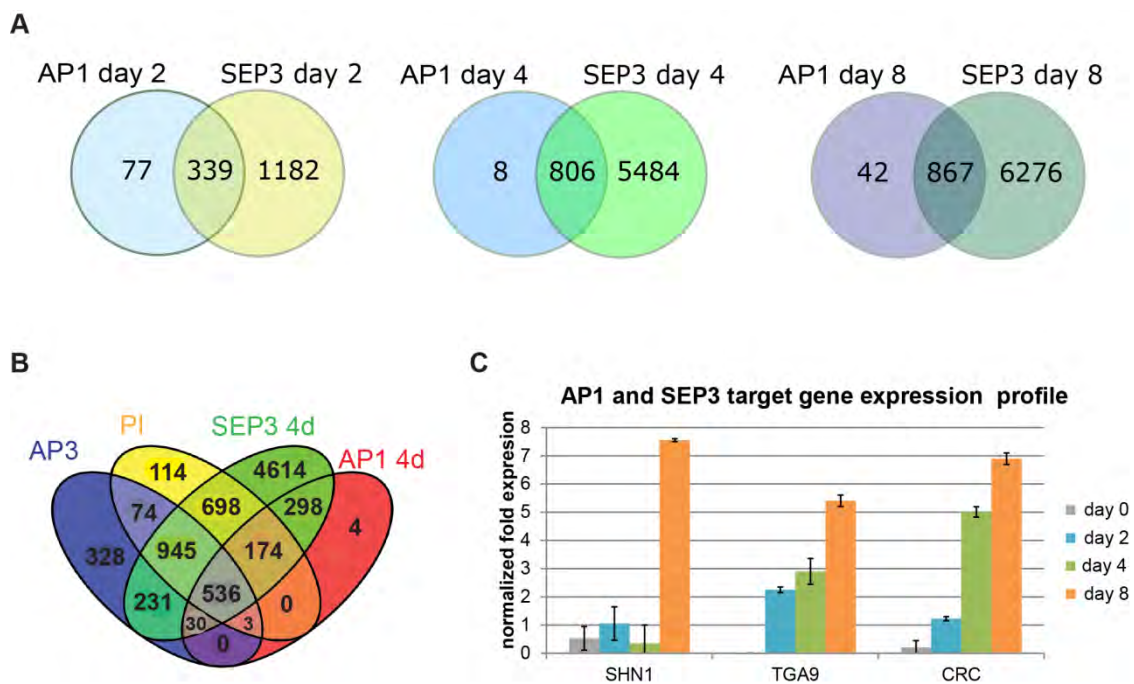 A
AP1 day 2
SEP3 day 2
AP1 day 4
SEP3 day 4
AP1 day 8
SEP3 day 8
77
339
1182
8
806
5484
42
867
6276
B
AP3
PI
SEP3 4d
AP1 4d
114
4614
74
698
298
4
328
945
174
231
536
0
30
3
0
C
AP1 and SEP3 target gene expression profile
normalized fold expresion
8
7
6
5
4
3
2
1
0
SHN1
TGA9
CRC
day 0
day 2
day 4
day 8